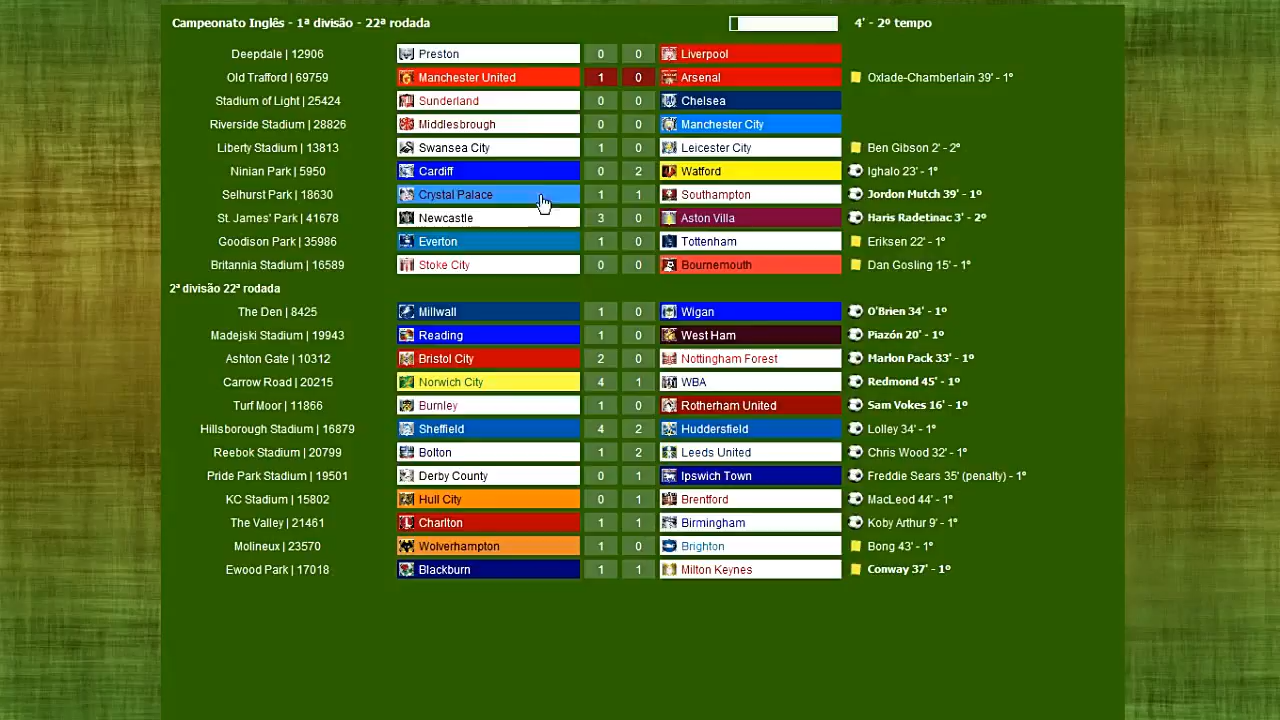 Campeonato Inglês - 1ª divisão - 22ª rodada 4' - 2º tempo
Deepdale | 12906 Preston 0 0 Liverpool
Old Trafford | 69759 Manchester United 1 0 Arsenal Oxlade-Chamberlain 39' - 1º
Stadium of Light | 25424 Sunderland 0 0 Chelsea
Riverside Stadium | 28826 Middlesbrough 0 0 Manchester City
Liberty Stadium | 13813 Swansea City 1 0 Leicester City Ben Gibson 2' - 2º
Ninian Park | 5950 Cardiff 0 2 Watford Ighalo 23' - 1º
Selhurst Park | 18630 Crystal Palace 1 1 Southampton Jordon Mutch 39' - 1º
St. James' Park | 41678 Newcastle 3 0 Aston Villa Haris Radetinac 3' - 2º
Goodison Park | 35986 Everton 1 0 Tottenham Eriksen 22' - 1º
Britannia Stadium | 16589 Stoke City 0 0 Bournemouth Dan Gosling 15' - 1º
2ª divisão 22ª rodada
The Den | 8425 Millwall 1 0 Wigan O'Brien 34' - 1º
Madejski Stadium | 19943 Reading 1 0 West Ham Piazón 20' - 1º
Ashton Gate | 10312 Bristol City 2 0 Nottingham Forest Marlon Pack 33' - 1º
Carrow Road | 20215 Norwich City 4 1 WBA Redmond 45' - 1º
Turf Moor | 11866 Burnley 1 0 Rotherham United Sam Vokes 16' - 1º
Hillsborough Stadium | 16879 Sheffield 4 2 Huddersfield Lolley 34' - 1º
Reebok Stadium | 20799 Bolton 1 2 Leeds United Chris Wood 32' - 1º
Pride Park Stadium | 19501 Derby County 0 1 Ipswich Town Freddie Sears 35' (penalty) - 1º
KC Stadium | 15802 Hull City 0 1 Brentford MacLeod 44' - 1º
The Valley | 21461 Charlton 1 1 Birmingham Koby Arthur 9' - 1º
Molineux | 23570 Wolverhampton 1 0 Brighton Bong 43' - 1º
Ewood Park | 17018 Blackburn 1 1 Milton Keynes Conway 37' - 1º